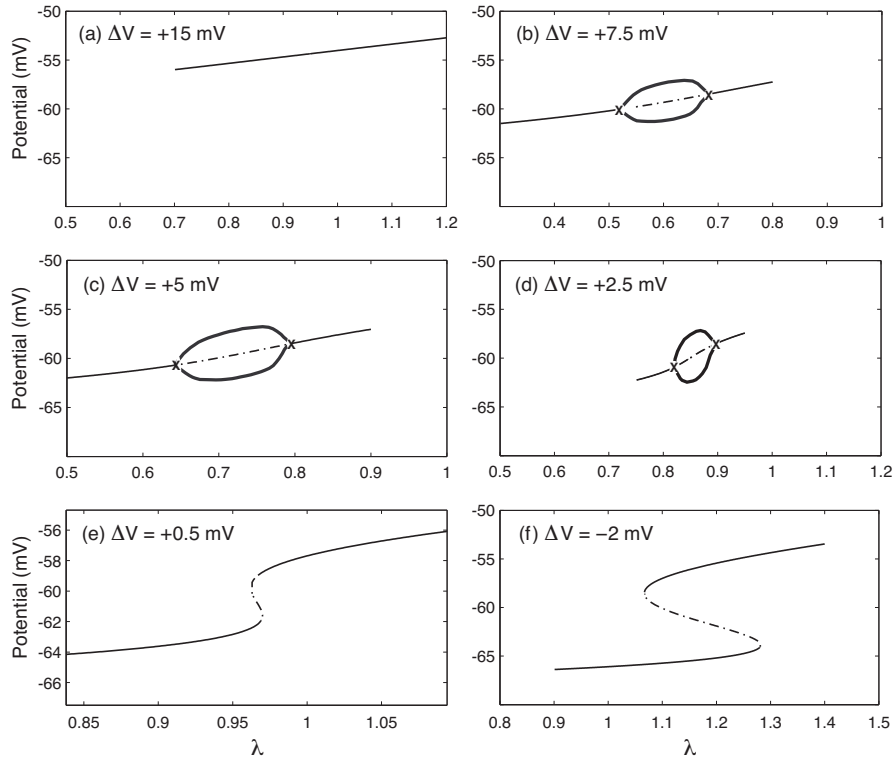 (a) ΔV = +15 mV
Potential (mV)
-50
-55
-60
-65
0.5 0.6 0.7 0.8 0.9 1 1.1 1.2
(b) ΔV = +7.5 mV
-50
-55
-60
-65
0.4 0.5 0.6 0.7 0.8 0.9 1
x x
(c) ΔV = +5 mV
Potential (mV)
-50
-55
-60
-65
0.5 0.6 0.7 0.8 0.9 1
x x
(d) ΔV = +2.5 mV
-50
-55
-60
-65
0.5 0.6 0.7 0.8 0.9 1 1.1 1.2
x x
(e) ΔV = +0.5 mV
Potential (mV)
-56
-58
-60
-62
-64
-66
0.85 0.9 0.95 1 1.05
λ
(f) ΔV = −2 mV
-50
-55
-60
-65
0.8 0.9 1 1.1 1.2 1.3 1.4 1.5
λ